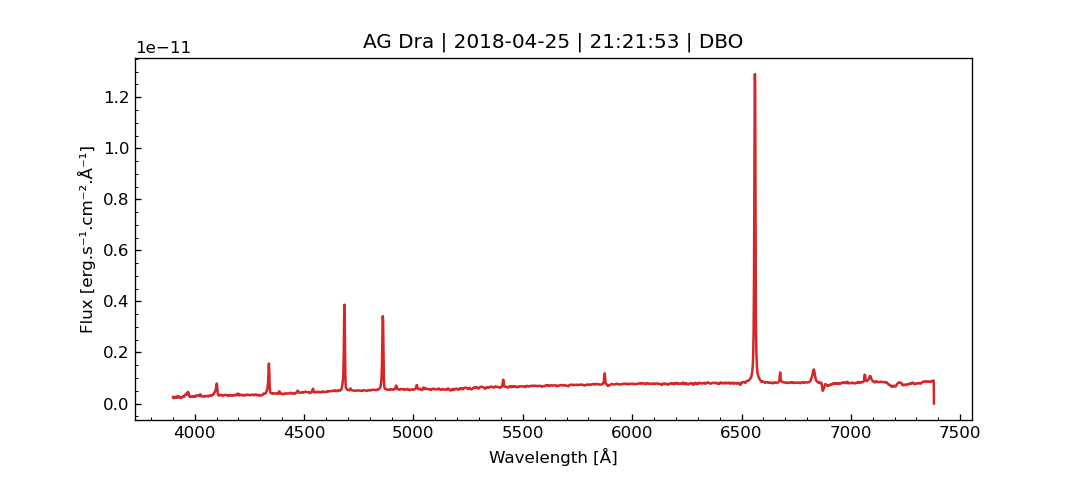 AG Dra | 2018-04-25 | 21:21:53 | DBO
1e−11
1.2
1.0
0.8
0.6
0.4
0.2
0.0
Flux [erg.s⁻¹.cm⁻².Å⁻¹]
4000 4500 5000 5500 6000 6500 7000 7500
Wavelength [Å]